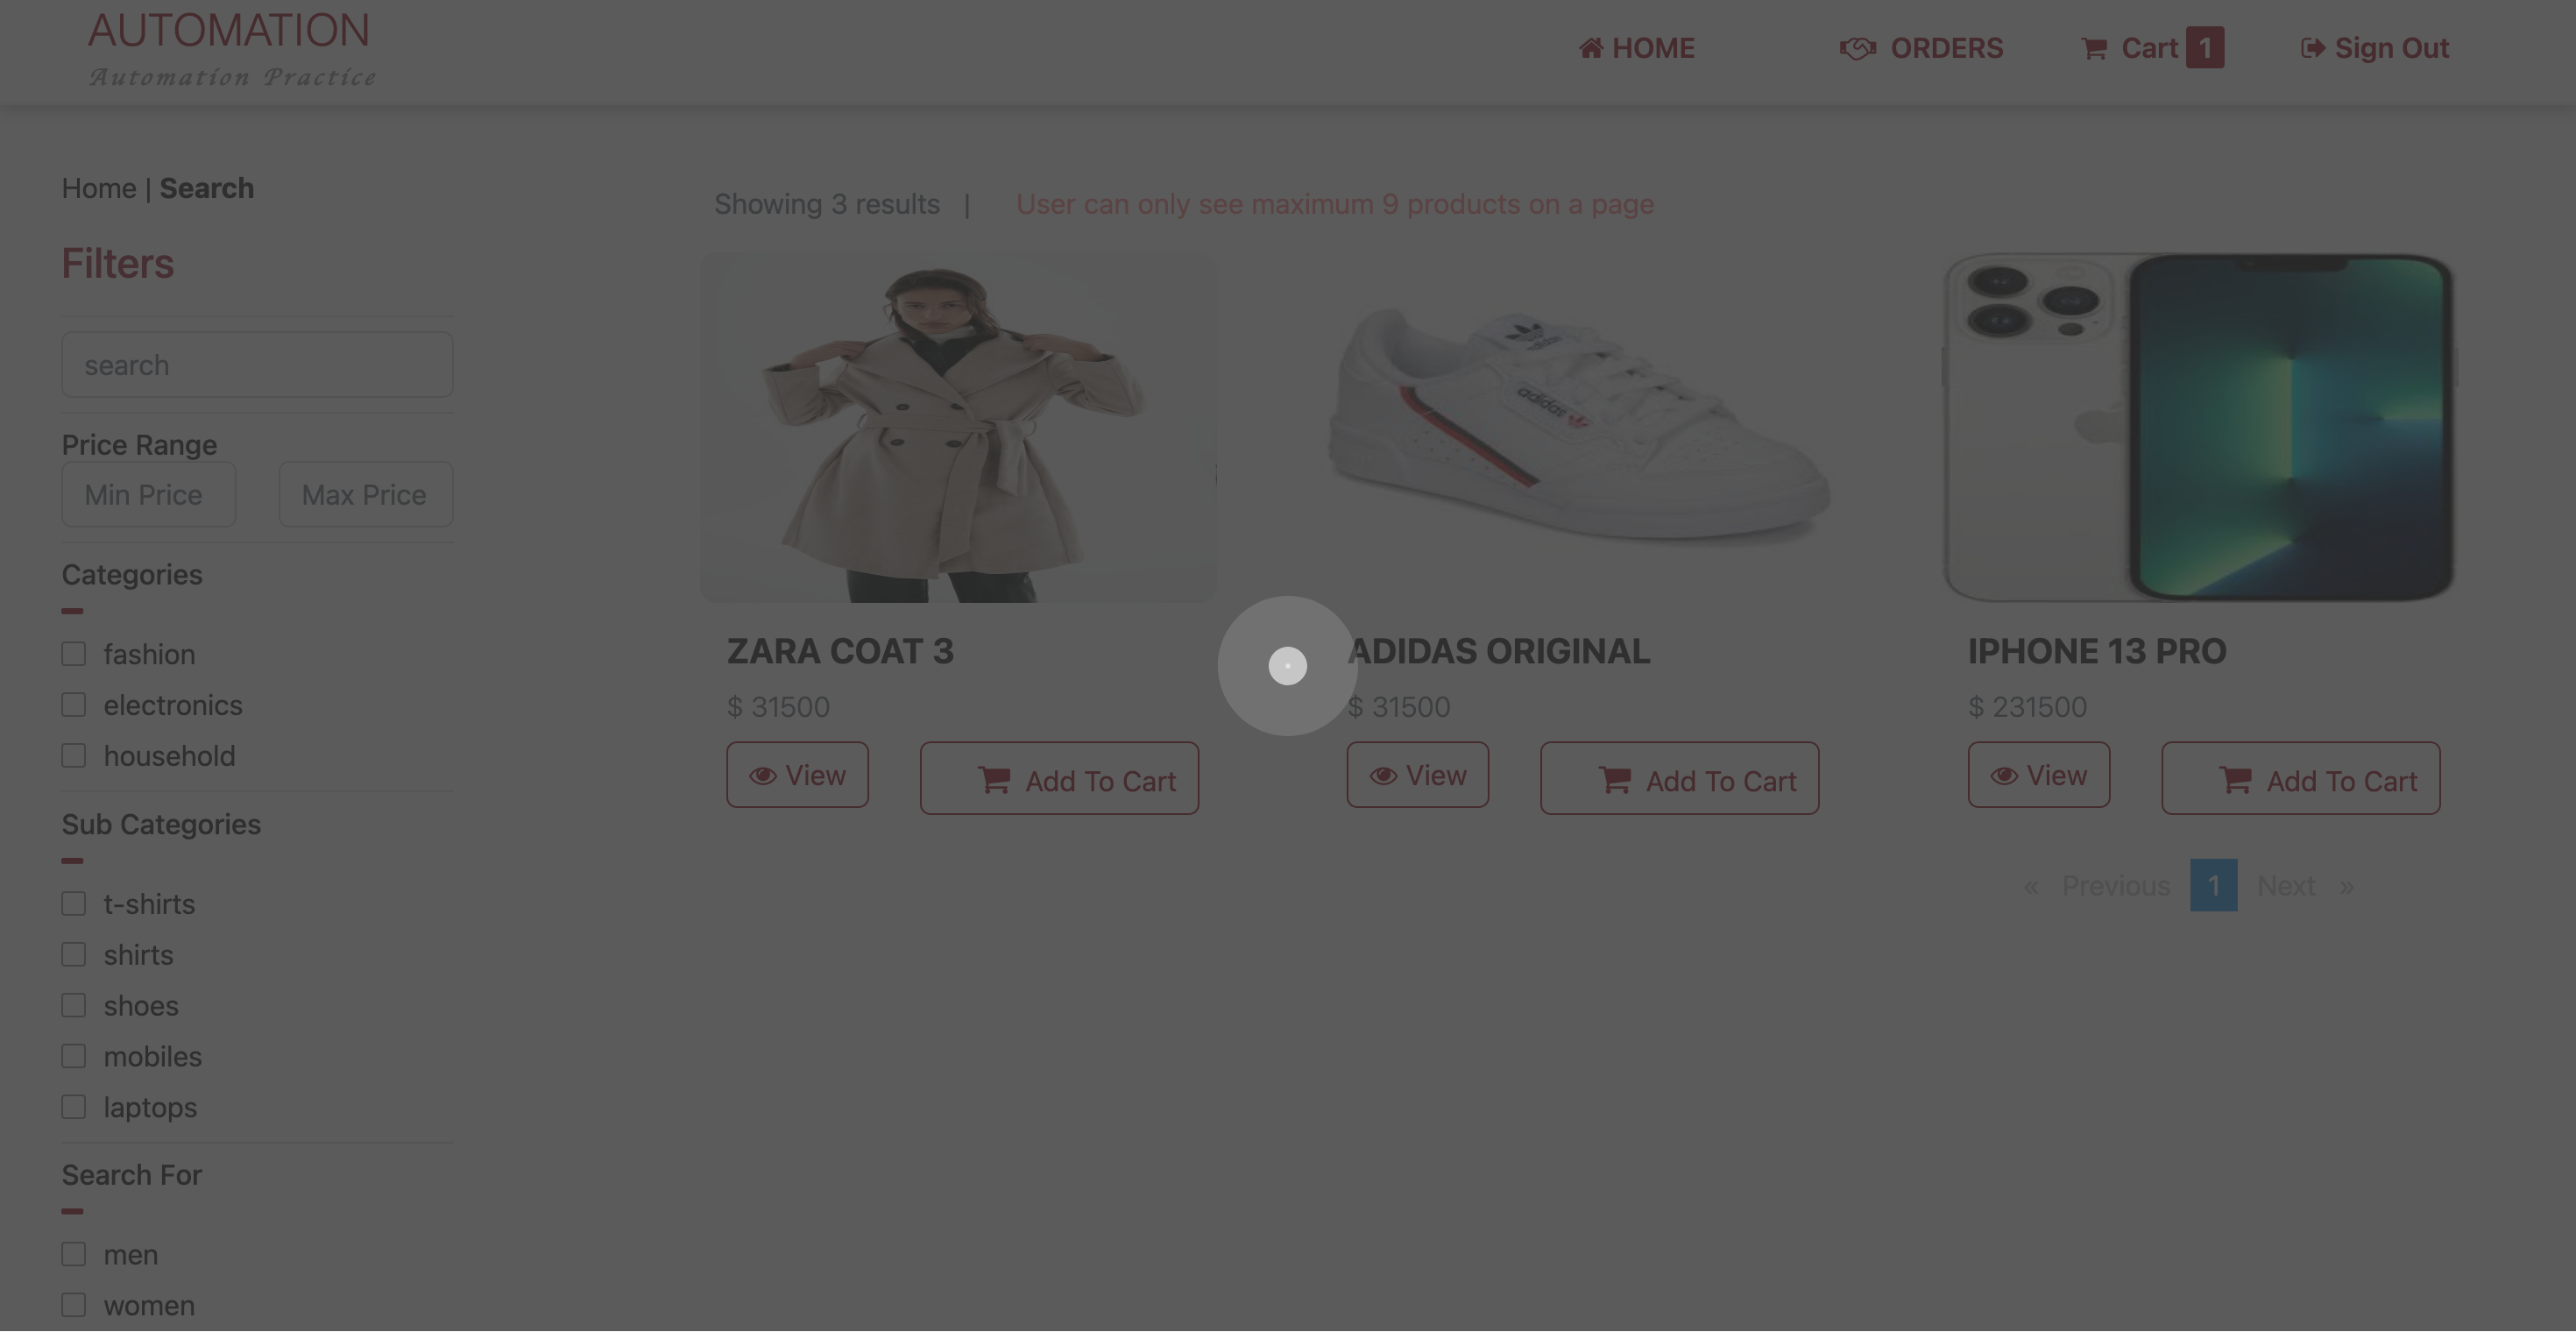 AUTOMATION
Automation Practice
HOME
ORDERS
Cart 1
Sign Out
Home | Search
Showing 3 results | User can only see maximum 9 products on a page
Filters
search
Price Range
Min Price
Max Price
Categories
fashion
electronics
household
Sub Categories
t-shirts
shirts
shoes
mobiles
laptops
Search For
men
women
adidas
adidas
ZARA COAT 3
$ 31500
View
Add To Cart
ADIDAS ORIGINAL
$ 31500
View
Add To Cart
IPHONE 13 PRO
$ 231500
View
Add To Cart
« Previous 1 Next »